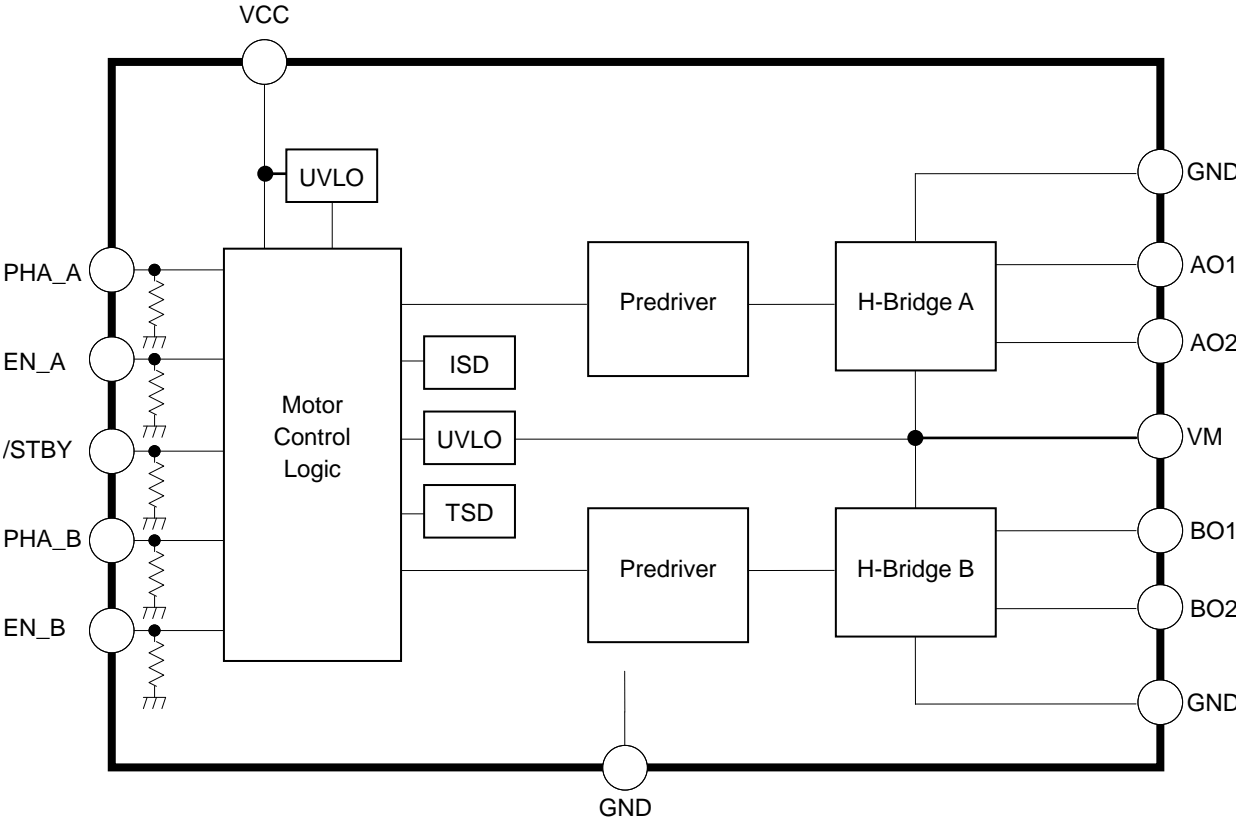 VCC
UVLO
GND
PHA_A
AO1
Predriver
H-Bridge A
AO2
EN_A
ISD
Motor
Control
Logic
UVLO
VM
/STBY
TSD
PHA_B
BO1
Predriver
H-Bridge B
BO2
EN_B
GND
GND